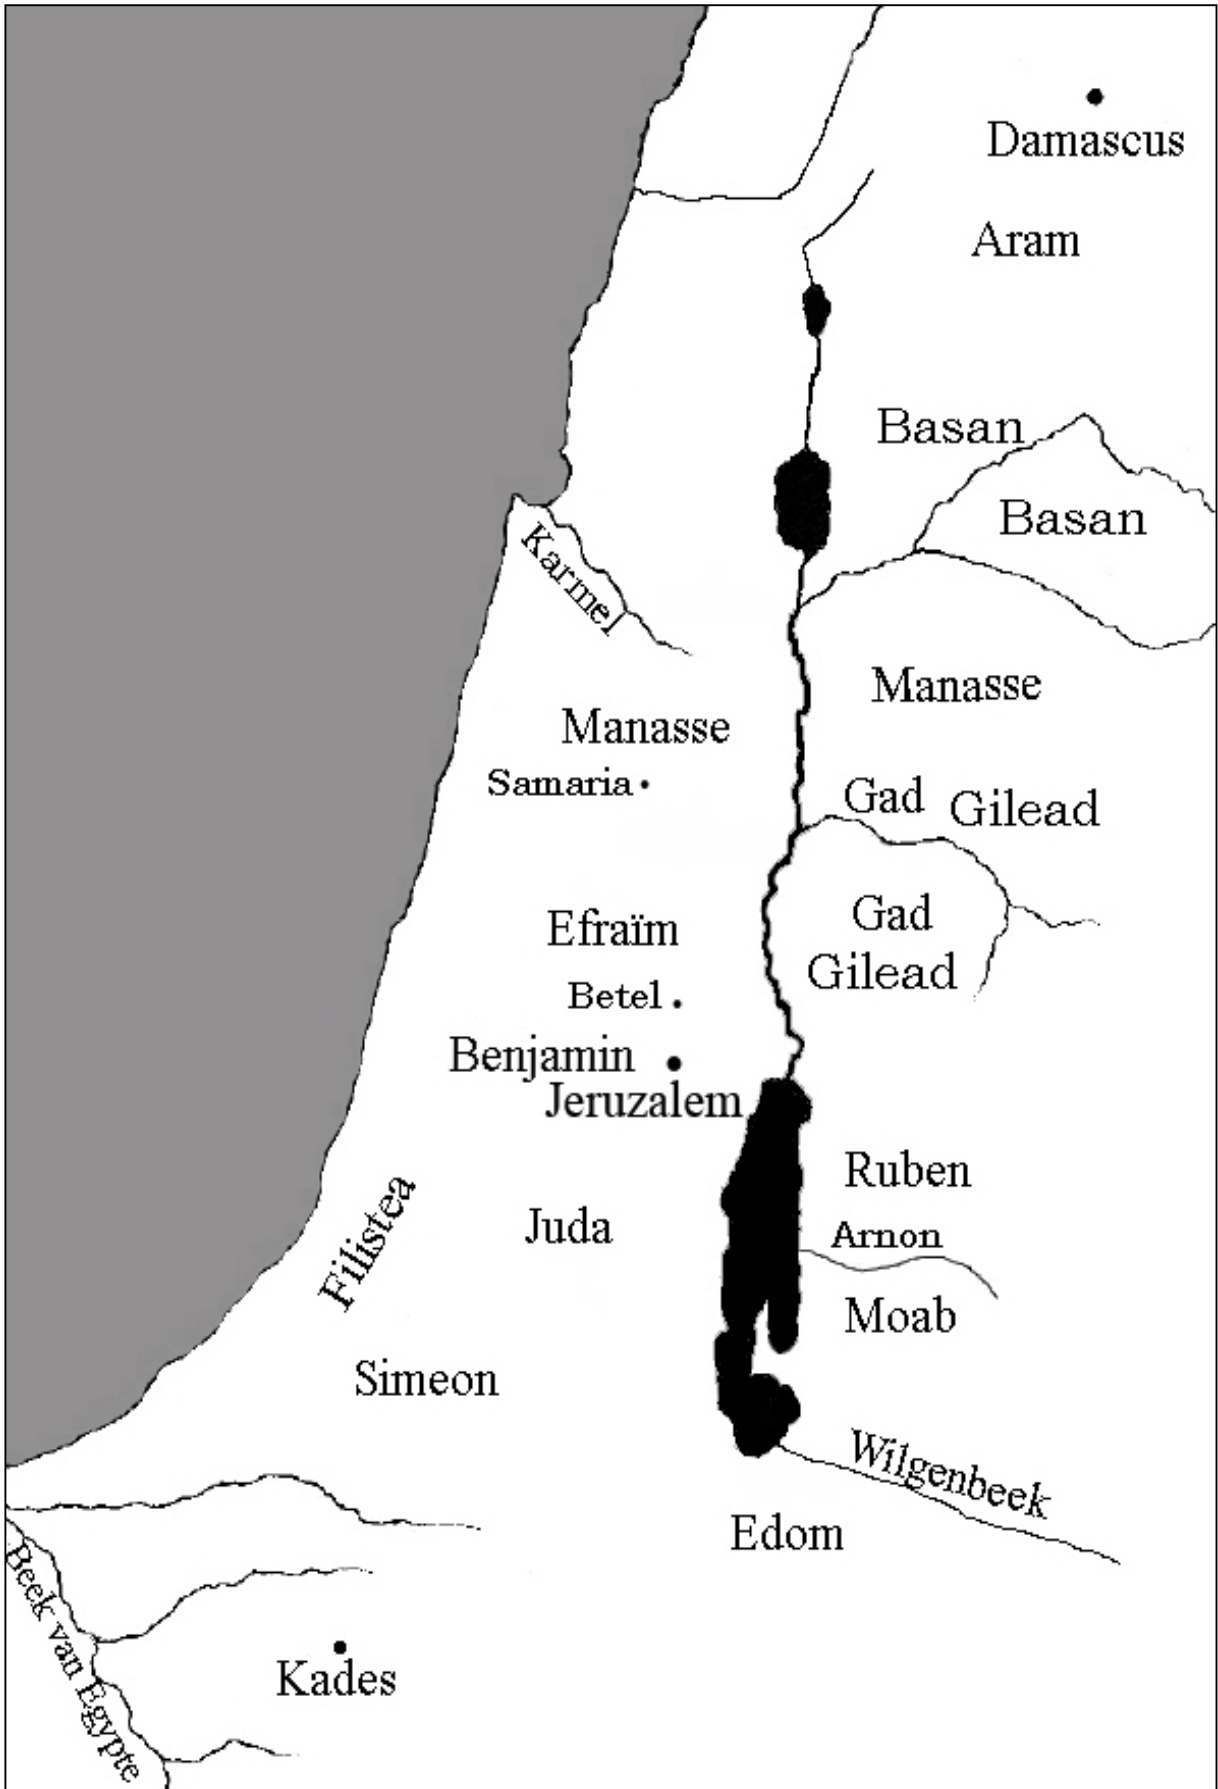 Damascus
Aram
Basan
Basan
Karmel
Manasse
Manasse
Samaria
Gad Gilead
Gad
Gilead
Efraïm
Betel
Benjamin
Jeruzalem
Ruben
Filistea
Juda
Arnon
Moab
Simeon
Wilgenbeek
Edom
Beek van Egypte
Kades